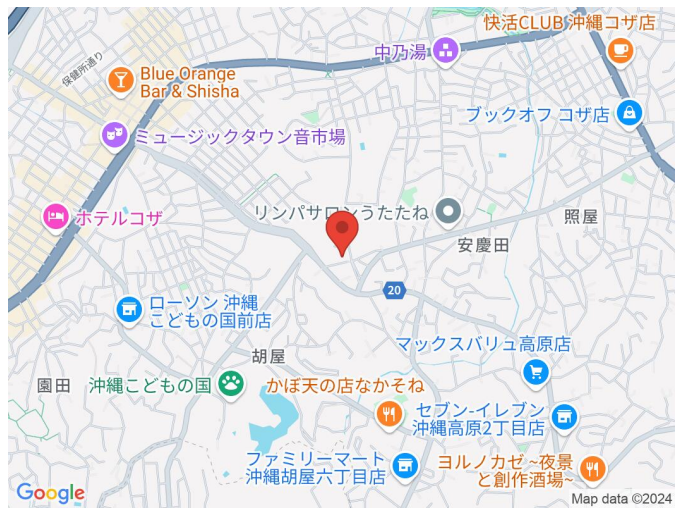 快活CLUB 沖縄コザ店
中乃湯
保健所通り
Blue Orange
Bar & Shisha
ブックオフ コザ店
ミュージックタウン音市場
リンパサロンうたたね
照屋
ホテルコザ
安慶田
20
ローソン 沖縄
こどもの国前店
マックスバリュ高原店
胡屋
園田
沖縄こどもの国
かぼ天の店なかそね
セブン-イレブン
沖縄高原2丁目店
ファミリーマート
沖縄胡屋六丁目店
ヨルノカゼ ~夜景
と創作酒場~
Google
Map data ©2024